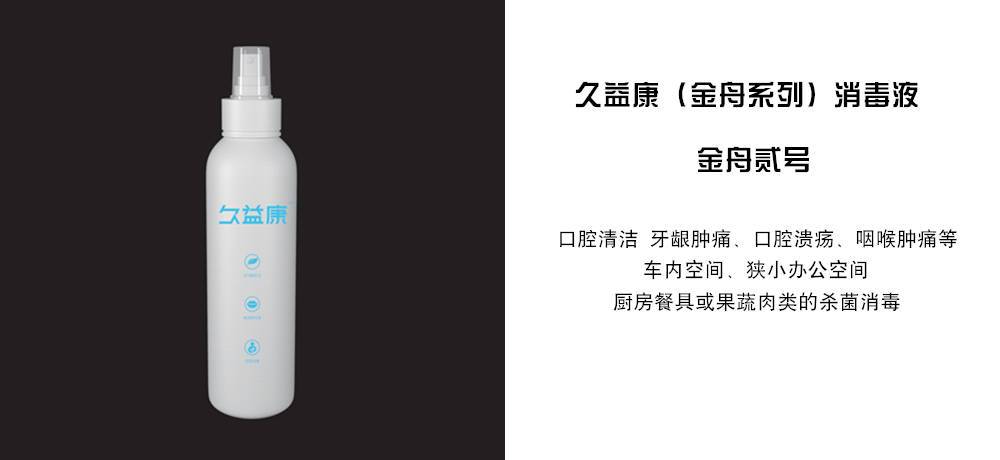 久益康
久益康（金舟系列）消毒液
金舟贰号
口腔清洁 牙龈肿痛、口腔溃疡、咽喉肿痛等
车内空间、狭小办公空间
厨房餐具或果蔬肉类的杀菌消毒